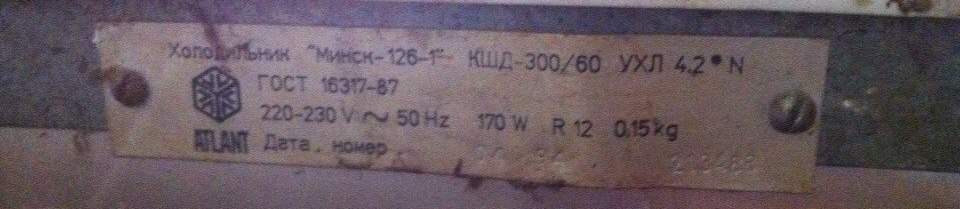 Холодильник "Минск-126-1" КШД-300/60 УХЛ 4.2* N
ГОСТ 16317-87
220-230 V ~ 50 Hz 170 W R 12 0,15 kg
ATLANT Дата, номер